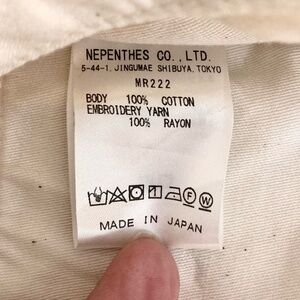 NEPENTHES CO., LTD.
5-44-1, JINGUMAE SHIBUYA, TOKYO
MR222
BODY 100% COTTON
EMBROIDERY YARN
100% RAYON
MADE IN JAPAN